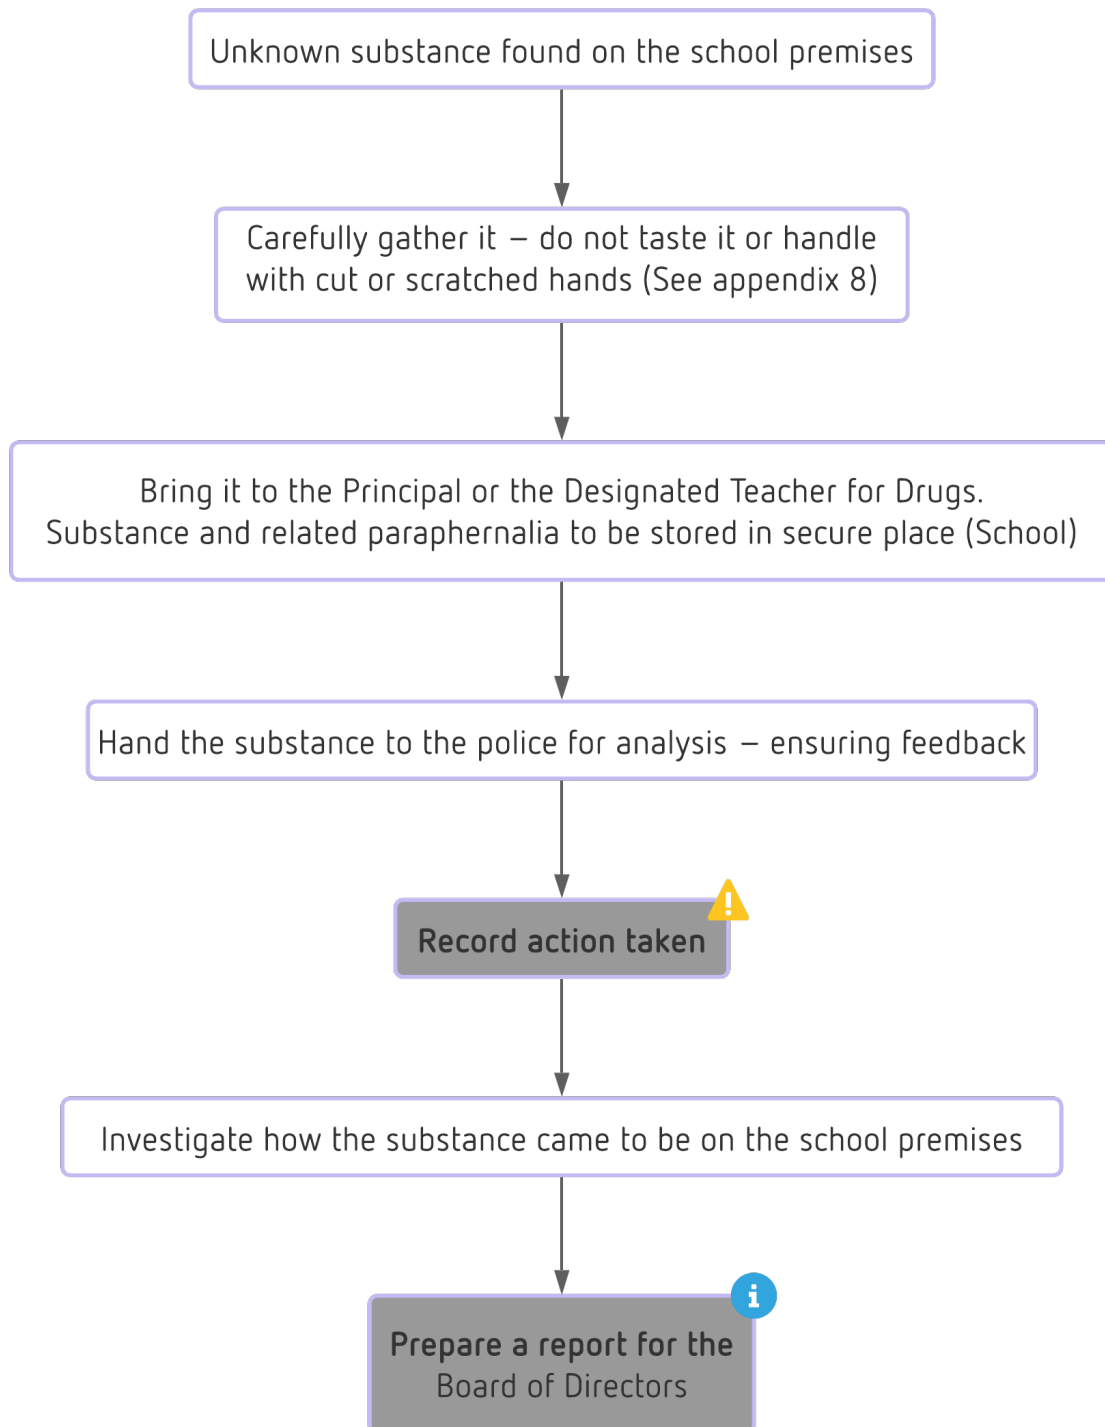 Unknown substance found on the school premises
Carefully gather it – do not taste it or handle
with cut or scratched hands (See appendix 8)
Bring it to the Principal or the Designated Teacher for Drugs.
Substance and related paraphernalia to be stored in secure place (School)
Hand the substance to the police for analysis – ensuring feedback
Record action taken
Investigate how the substance came to be on the school premises
Prepare a report for the
Board of Directors